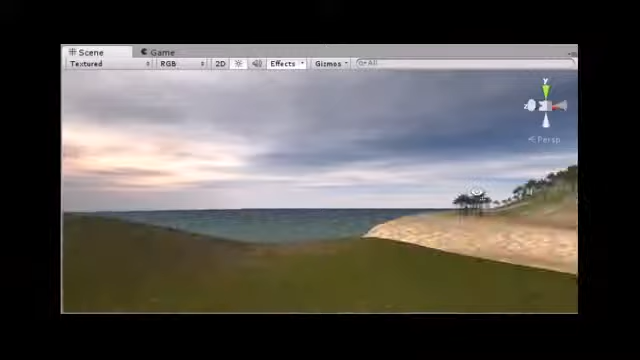 Scene Game
Textured RGB 2D Effects Gizmos All
y
z
Persp